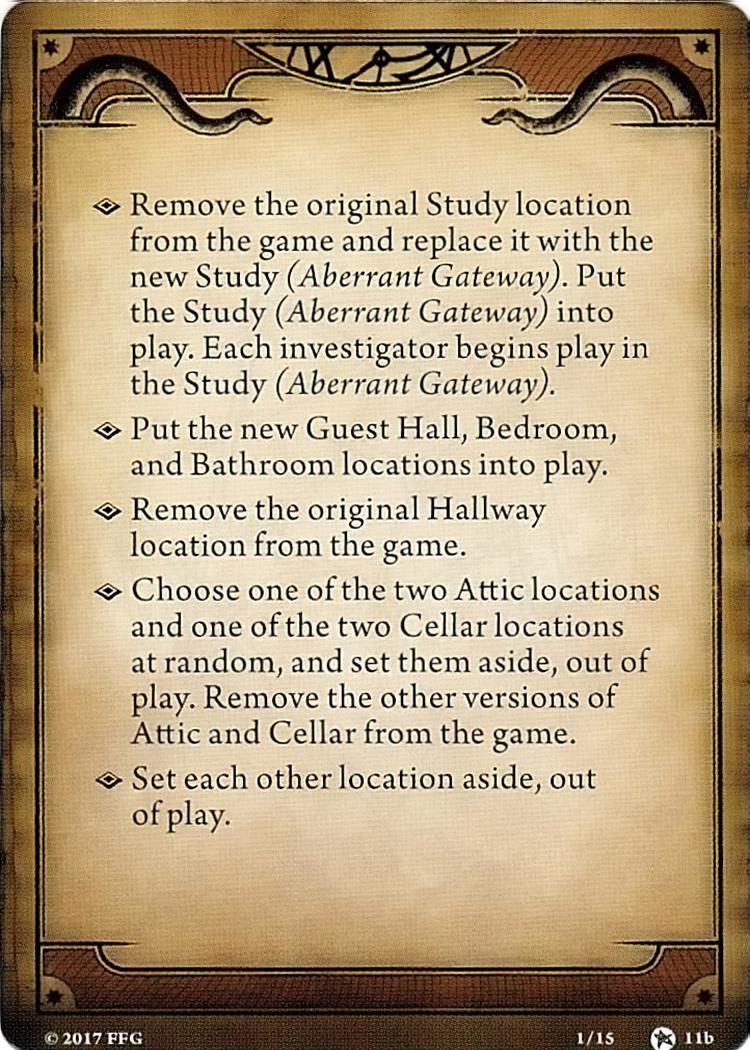 Remove the original Study location
from the game and replace it with the
new Study (Aberrant Gateway). Put
the Study (Aberrant Gateway) into
play. Each investigator begins play in
the Study (Aberrant Gateway).
Put the new Guest Hall, Bedroom,
and Bathroom locations into play.
Remove the original Hallway
location from the game.
Choose one of the two Attic locations
and one of the two Cellar locations
at random, and set them aside, out of
play. Remove the other versions of
Attic and Cellar from the game.
Set each other location aside, out
of play.
© 2017 FFG
1/15
11b